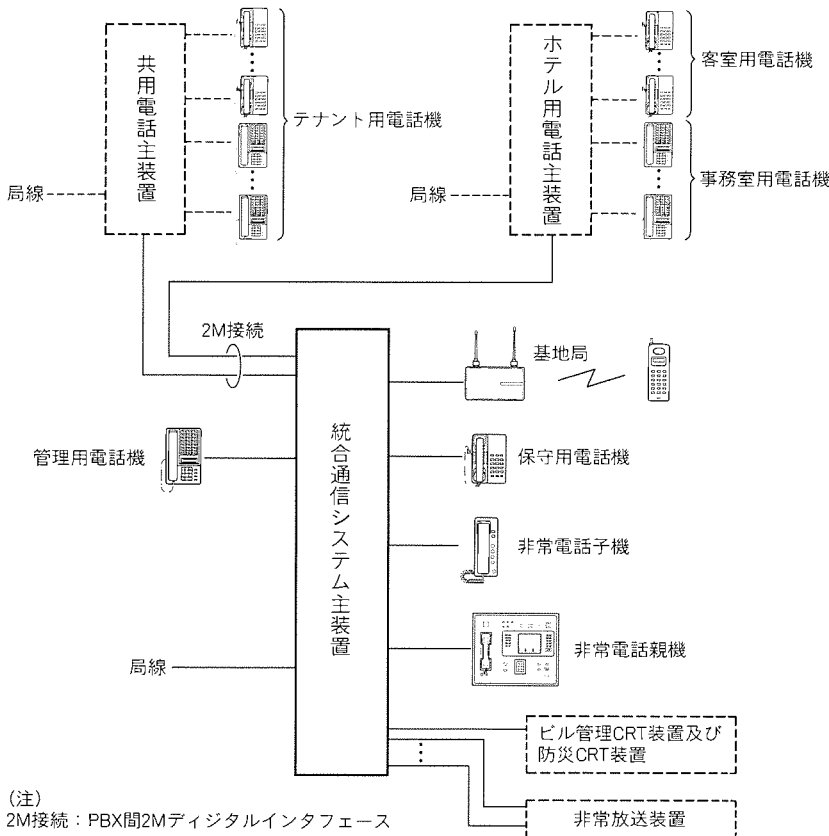 共用電話主装置
テナント用電話機
局線
ホテル用電話主装置
客室用電話機
事務室用電話機
局線
2M接続
基地局
統合通信システム主装置
管理用電話機
保守用電話機
非常電話子機
局線
非常電話親機
ビル管理CRT装置及び
防災CRT装置
非常放送装置
(注)
2M接続：PBX間2Mディジタルインタフェース